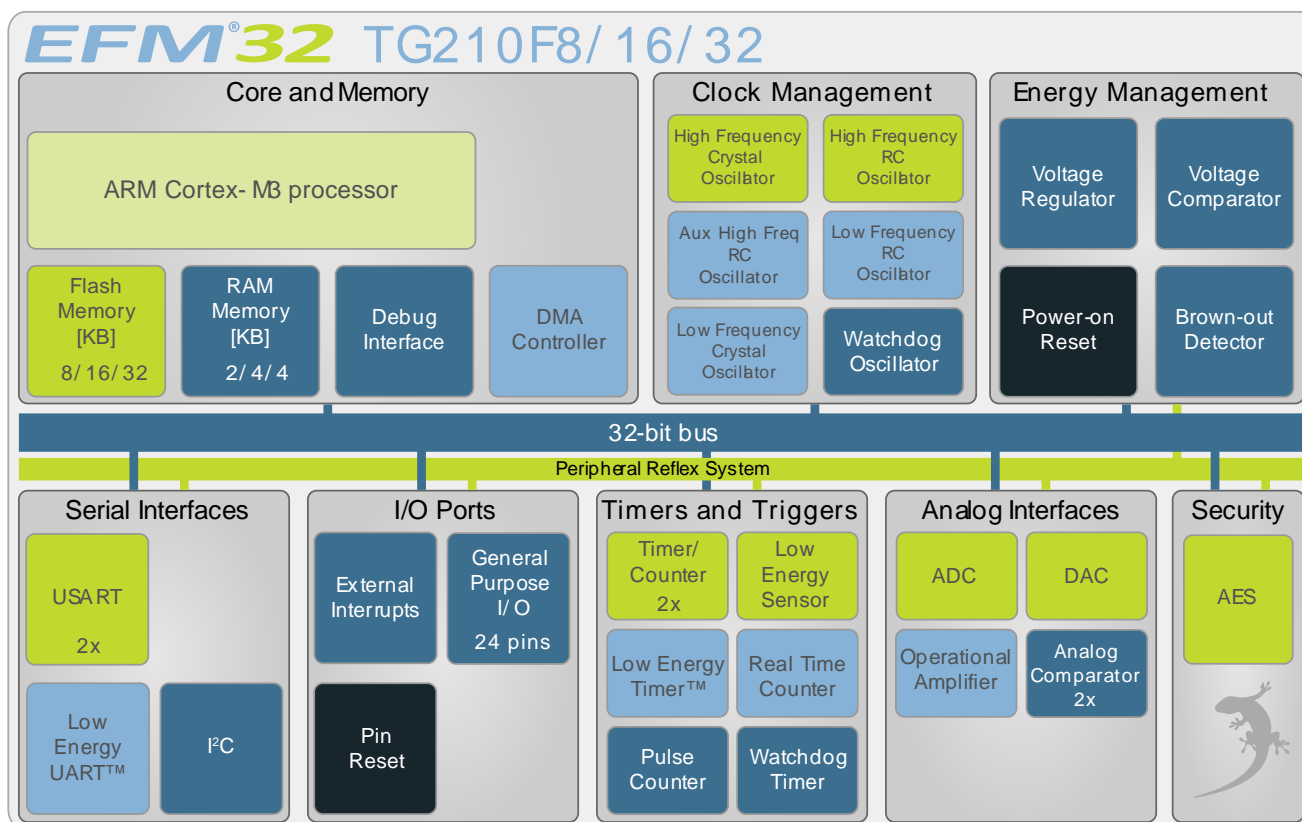 EFM®32 TG210F8/16/32
Core and Memory
ARM Cortex-M3 processor
Flash
Memory
[KB]
8/16/32
RAM
Memory
[KB]
2/4/4
Debug
Interface
DMA
Controller
Clock Management
High Frequency
Crystal
Oscillator
High Frequency
RC
Oscillator
Aux High Freq
RC
Oscillator
Low Frequency
RC
Oscillator
Low Frequency
Crystal
Oscillator
Watchdog
Oscillator
Energy Management
Voltage
Regulator
Voltage
Comparator
Power-on
Reset
Brown-out
Detector
32-bit bus
Peripheral Reflex System
Serial Interfaces
USART
2x
Low
Energy
UART™
I²C
I/O Ports
External
Interrupts
General
Purpose
I/O
24 pins
Pin
Reset
Timers and Triggers
Timer/
Counter
2x
Low
Energy
Sensor
Low Energy
Timer™
Real Time
Counter
Pulse
Counter
Watchdog
Timer
Analog Interfaces
ADC
DAC
Operational
Amplifier
Analog
Comparator
2x
Security
AES